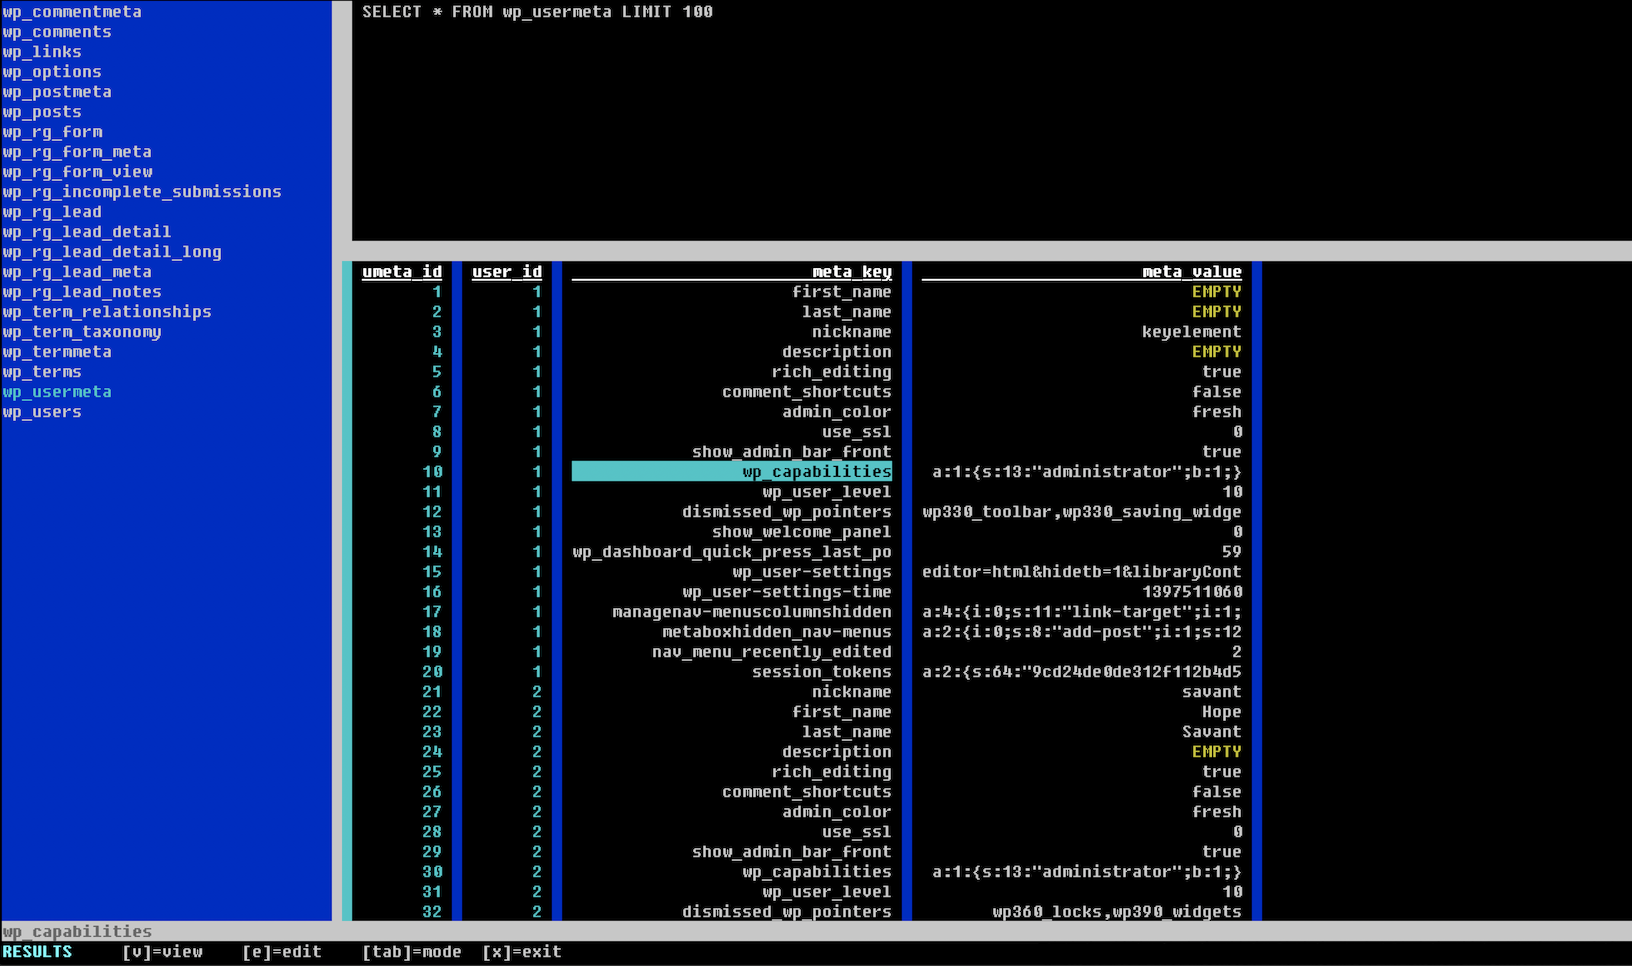 wp_commentmeta
wp_comments
wp_links
wp_options
wp_postmeta
wp_posts
wp_rg_form
wp_rg_form_meta
wp_rg_form_view
wp_rg_incomplete_submissions
wp_rg_lead
wp_rg_lead_detail
wp_rg_lead_detail_long
wp_rg_lead_meta
wp_rg_lead_notes
wp_term_relationships
wp_term_taxonomy
wp_termmeta
wp_terms
wp_usermeta
wp_users
SELECT * FROM wp_usermeta LIMIT 100
umeta_id user_id meta_key meta_value
1 1 first_name EMPTY
2 1 last_name EMPTY
3 1 nickname keyelement
4 1 description EMPTY
5 1 rich_editing true
6 1 comment_shortcuts false
7 1 admin_color fresh
8 1 use_ssl 0
9 1 show_admin_bar_front true
10 1 wp_capabilities a:1:{s:13:"administrator";b:1;}
11 1 wp_user_level 10
12 1 dismissed_wp_pointers wp330_toolbar,wp330_saving_widge
13 1 show_welcome_panel 0
14 1 wp_dashboard_quick_press_last_po 59
15 1 wp_user-settings editor=html&hidetb=1&libraryCont
16 1 wp_user-settings-time 1397511060
17 1 managenav-menuscolumnshidden a:4:{i:0;s:11:"link-target";i:1;
18 1 metaboxhidden_nav-menus a:2:{i:0;s:8:"add-post";i:1;s:12
19 1 nav_menu_recently_edited 2
20 1 session_tokens a:2:{s:64:"9cd24de0de312f112b4d5
21 2 nickname savant
22 2 first_name Hope
23 2 last_name Savant
24 2 description EMPTY
25 2 rich_editing true
26 2 comment_shortcuts false
27 2 admin_color fresh
28 2 use_ssl 0
29 2 show_admin_bar_front true
30 2 wp_capabilities a:1:{s:13:"administrator";b:1;}
31 2 wp_user_level 10
32 2 dismissed_wp_pointers wp360_locks,wp390_widgets
wp_capabilities
RESULTS [v]=view [e]=edit [tab]=mode [x]=exit